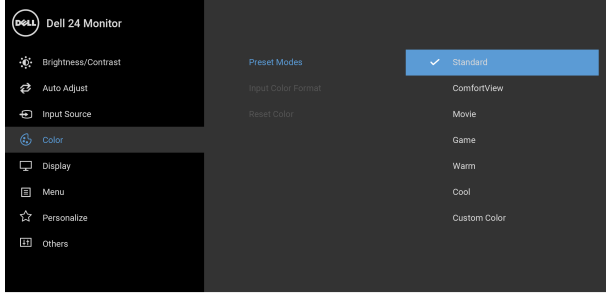 DELL
Dell 24 Monitor
Brightness/Contrast
Auto Adjust
Input Source
Color
Display
Menu
Personalize
Others
Preset Modes
Input Color Format
Reset Color
Standard
ComfortView
Movie
Game
Warm
Cool
Custom Color